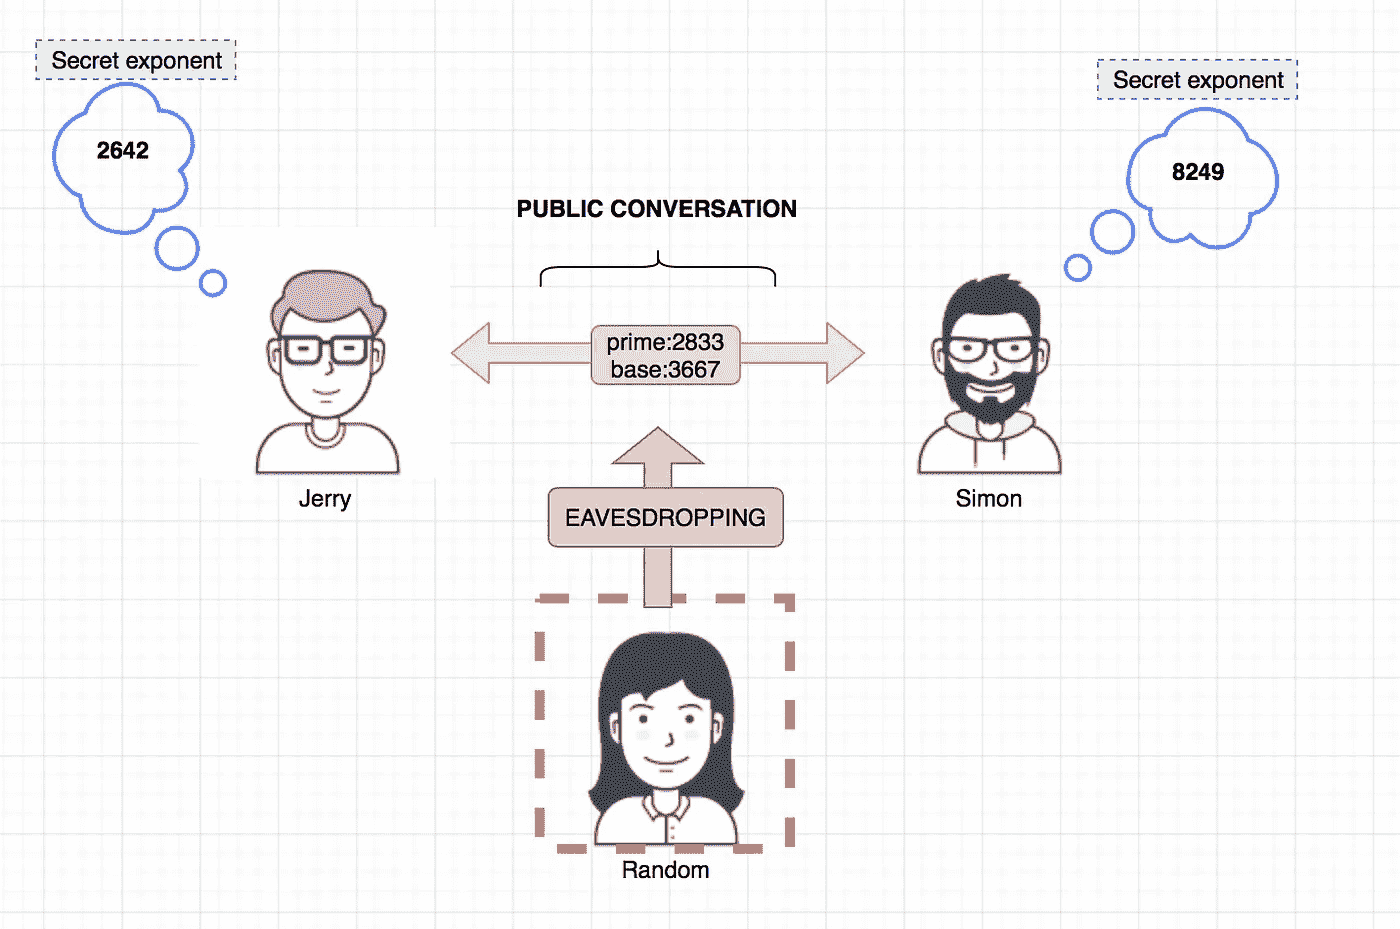 Secret exponent
2642
Secret exponent
8249
PUBLIC CONVERSATION
prime:2833
base:3667
Jerry
Simon
EAVESDROPPING
Random